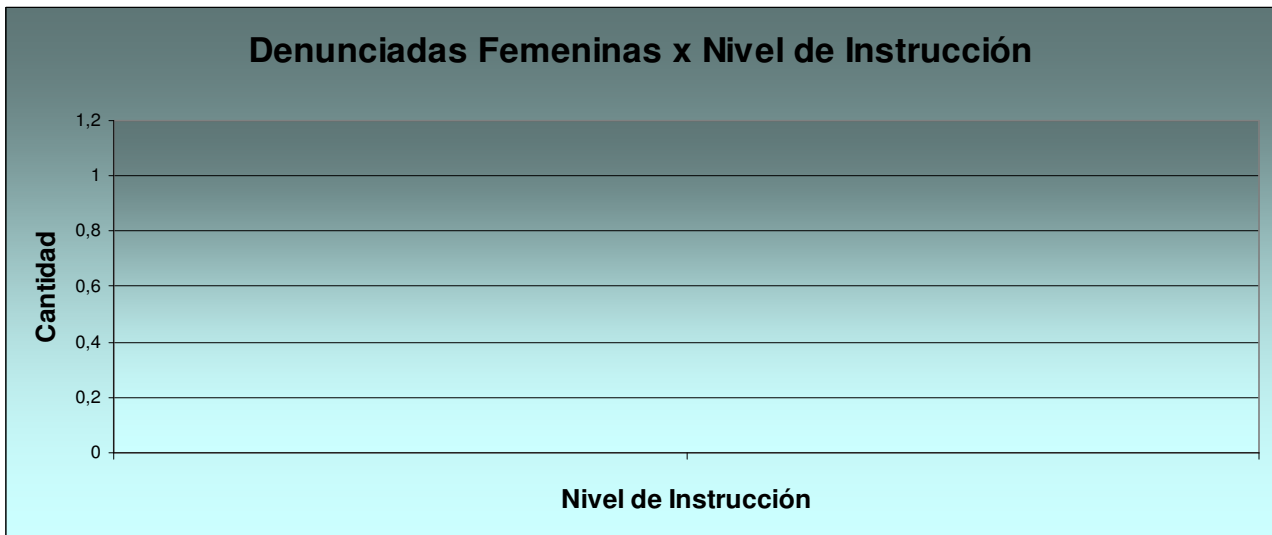 Denunciadas Femeninas x Nivel de Instrucción
1,2
1
0,8
0,6
0,4
0,2
0
Cantidad
Nivel de Instrucción